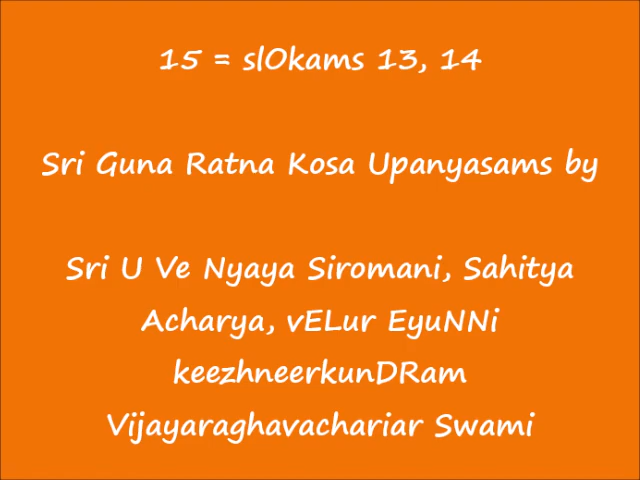 15 = slOkams 13, 14
Sri Guna Ratna Kosa Upanyasams by
Sri U Ve Nyaya Siromani, Sahitya
Acharya, vELur EyuNNi
keezhneerkunDRam
Vijayaraghavachariar Swami